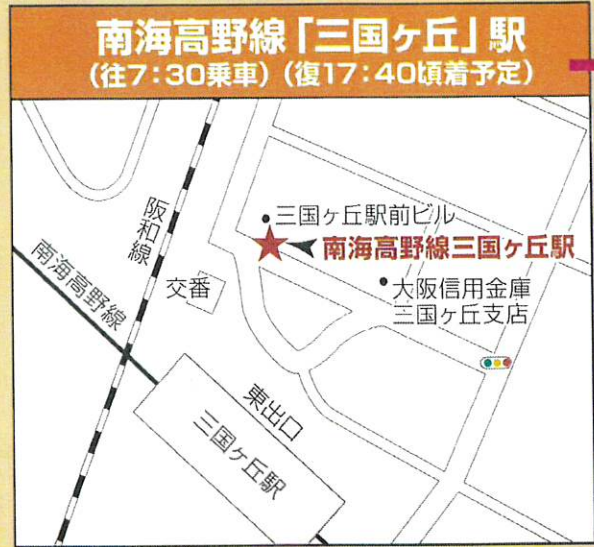 南海高野線「三国ヶ丘」駅
(往7:30乗車)(復17:40頃着予定)
阪和線
三国ヶ丘駅前ビル
南海高野線三国ヶ丘駅
南海高野線
交番
大阪信用金庫
三国ヶ丘支店
東出口
三国ヶ丘駅